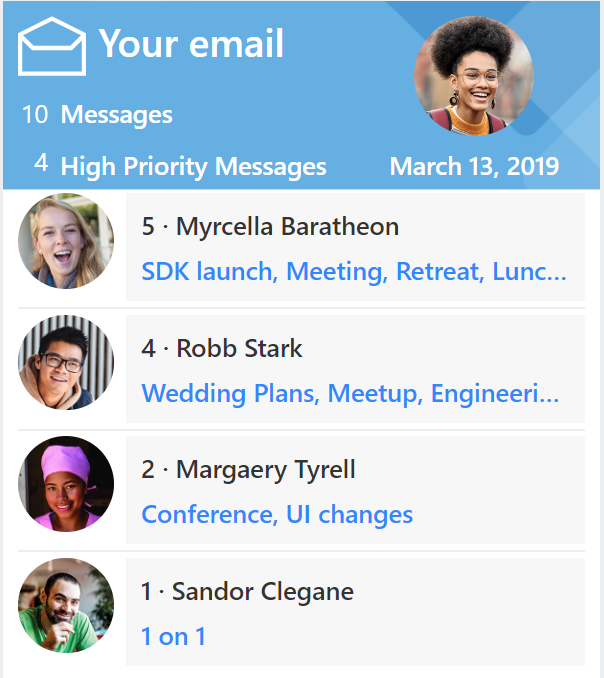 Your email
10 Messages
4 High Priority Messages
March 13, 2019
5 · Myrcella Baratheon
SDK launch, Meeting, Retreat, Lunc...
4 · Robb Stark
Wedding Plans, Meetup, Engineeri...
2 · Margaery Tyrell
Conference, UI changes
1 · Sandor Clegane
1 on 1